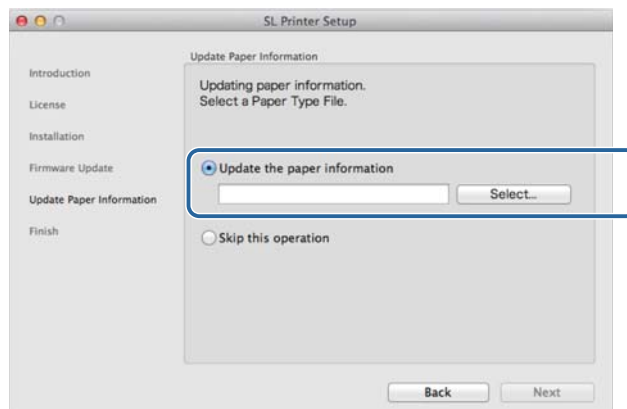 SL Printer Setup
Update Paper Information
Introduction
License
Installation
Firmware Update
Update Paper Information
Finish
Updating paper information.
Select a Paper Type File.
Update the paper information
Select...
Skip this operation
Back
Next